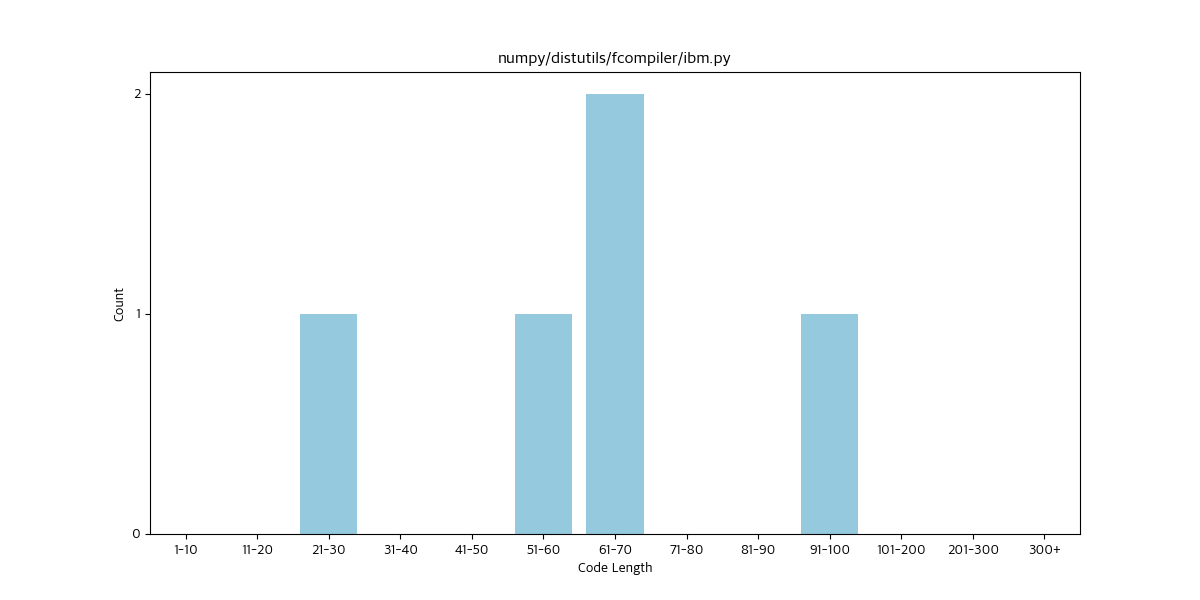 numpy/distutils/fcompiler/ibm.py
2
1
0
Count
1-10 11-20 21-30 31-40 41-50 51-60 61-70 71-80 81-90 91-100 101-200 201-300 300+
Code Length